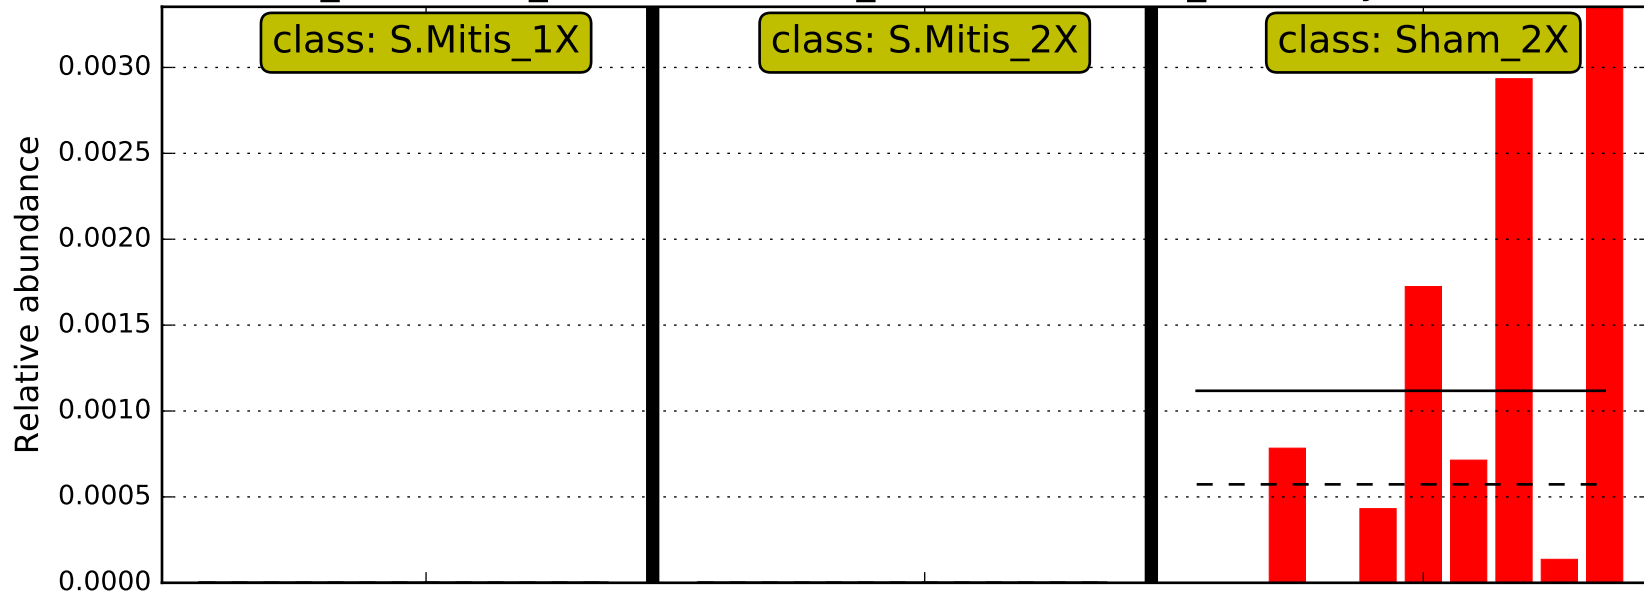 class: S.Mitis_1X
class: S.Mitis_2X
class: Sham_2X
0.0030
0.0025
0.0020
0.0015
0.0010
0.0005
0.0000
Relative abundance